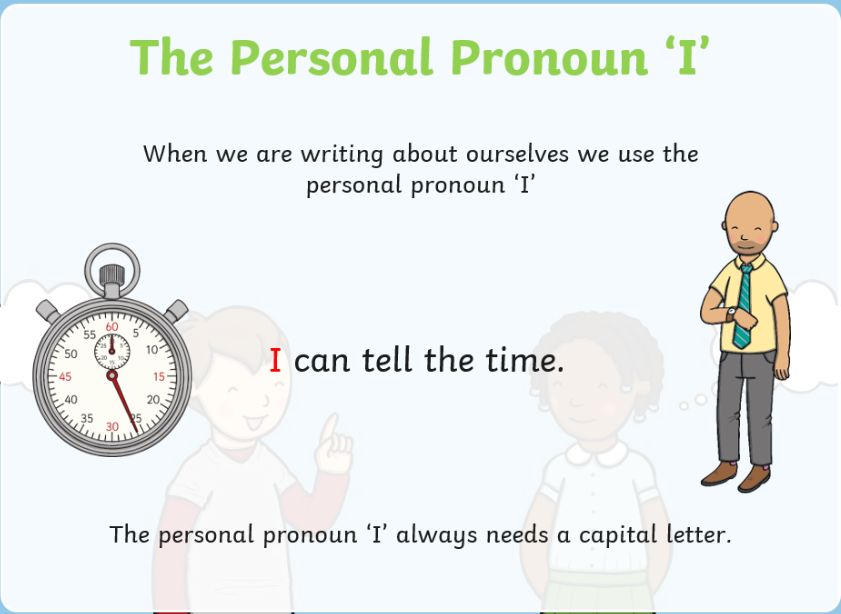 The Personal Pronoun ‘I’
When we are writing about ourselves we use the
personal pronoun ‘I’
60
55
5
50
10
45
15
40
20
35
25
30
I can tell the time.
The personal pronoun ‘I’ always needs a capital letter.